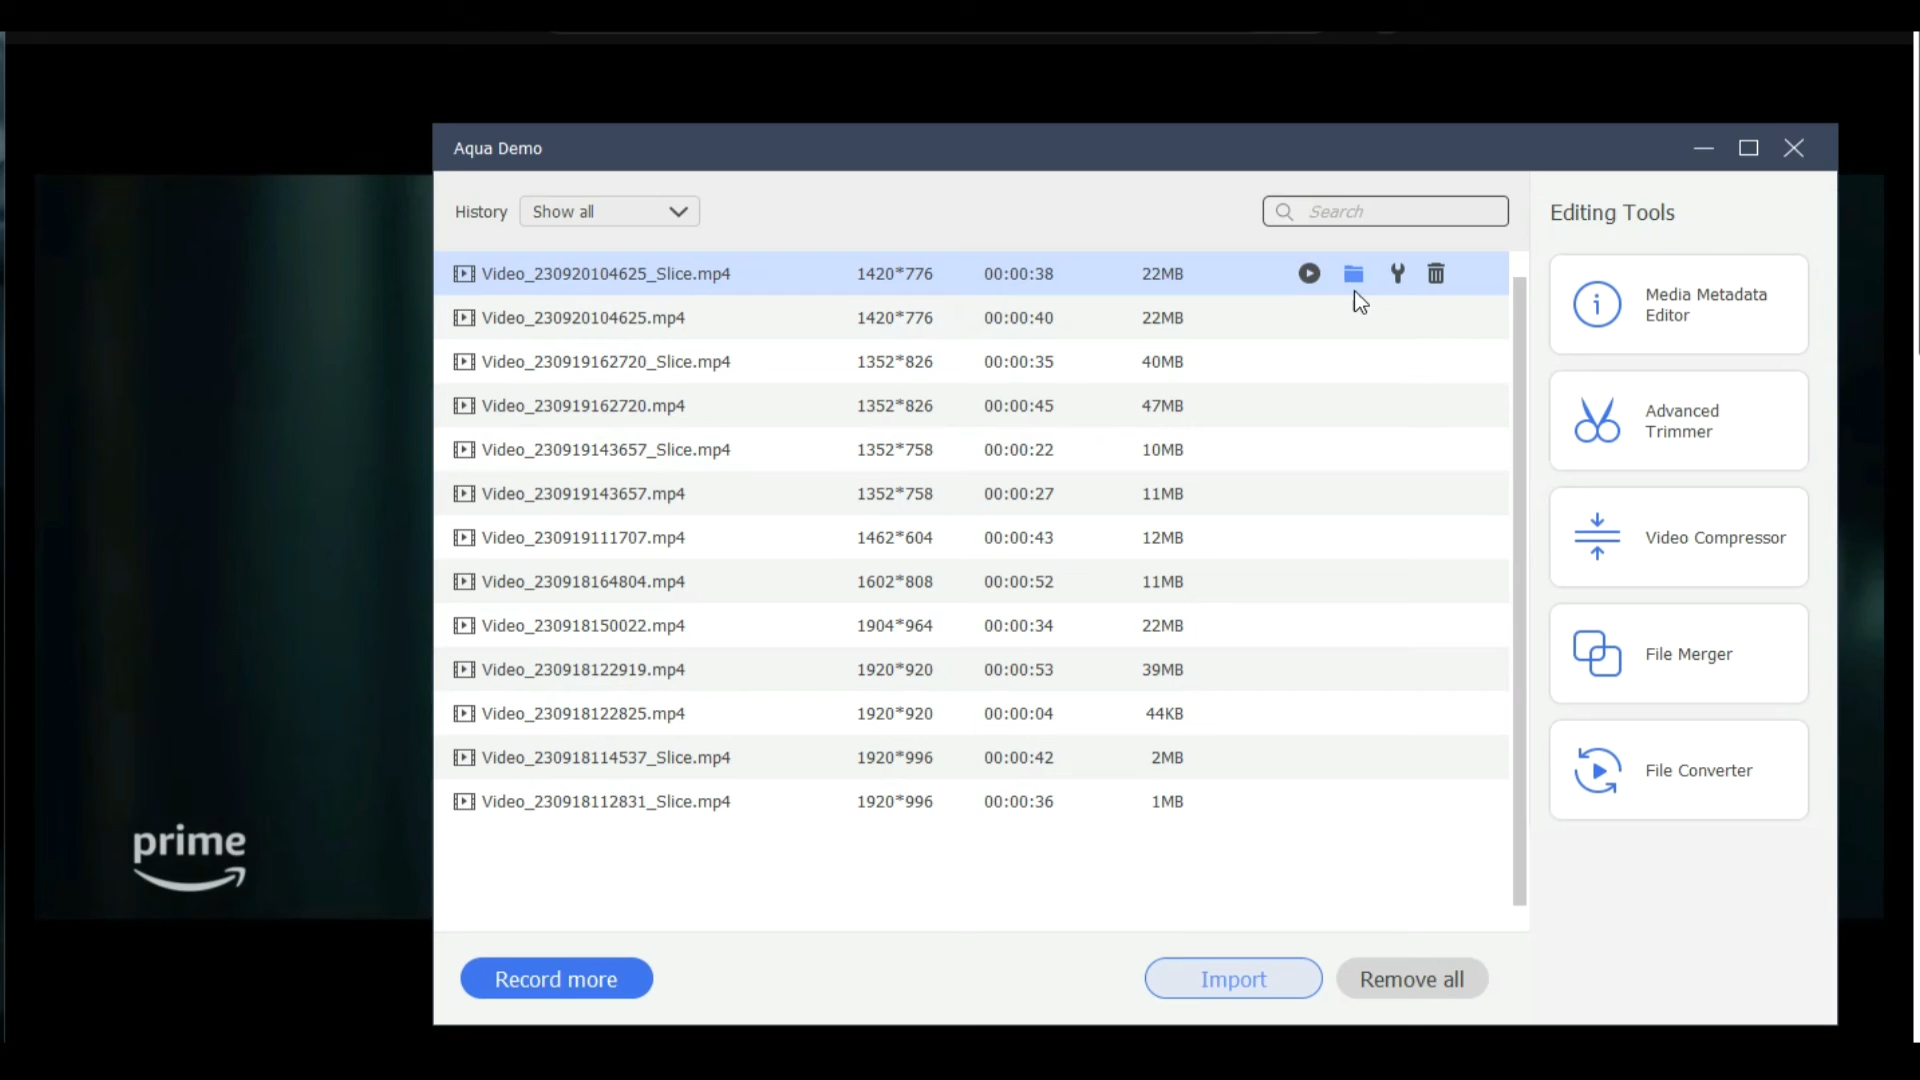 Aqua Demo
History Show all Search
Video_230920104625_Slice.mp4 1420*776 00:00:38 22MB
Video_230920104625.mp4 1420*776 00:00:40 22MB
Video_230919162720_Slice.mp4 1352*826 00:00:35 40MB
Video_230919162720.mp4 1352*826 00:00:45 47MB
Video_230919143657_Slice.mp4 1352*758 00:00:22 10MB
Video_230919143657.mp4 1352*758 00:00:27 11MB
Video_230919111707.mp4 1462*604 00:00:43 12MB
Video_230918164804.mp4 1602*808 00:00:52 11MB
Video_230918150022.mp4 1904*964 00:00:34 22MB
Video_230918122919.mp4 1920*920 00:00:53 39MB
Video_230918122825.mp4 1920*920 00:00:04 44KB
Video_230918114537_Slice.mp4 1920*996 00:00:42 2MB
Video_230918112831_Slice.mp4 1920*996 00:00:36 1MB
Record more Import Remove all
Editing Tools
Media Metadata
Editor
Advanced
Trimmer
Video Compressor
File Merger
File Converter
prime